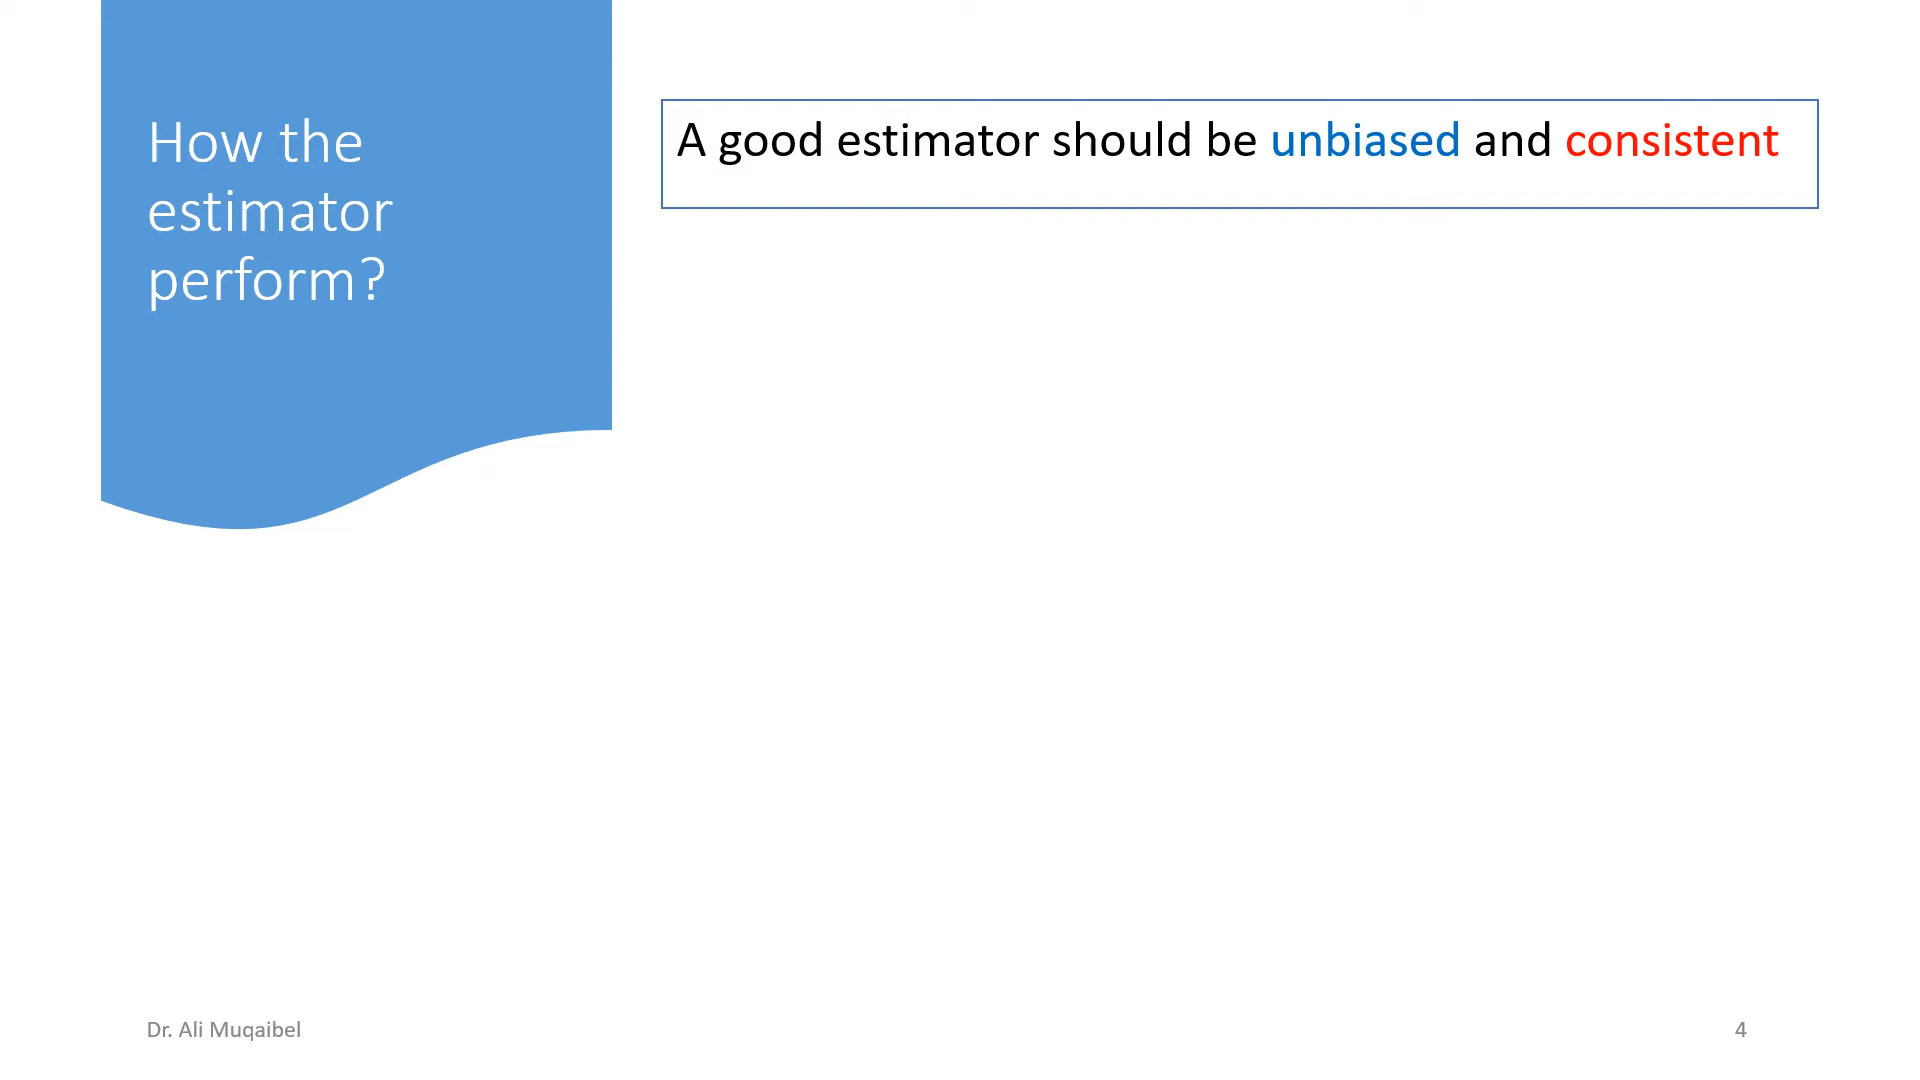 How the
estimator
perform?
A good estimator should be unbiased and consistent
Dr. Ali Muqaibel
4